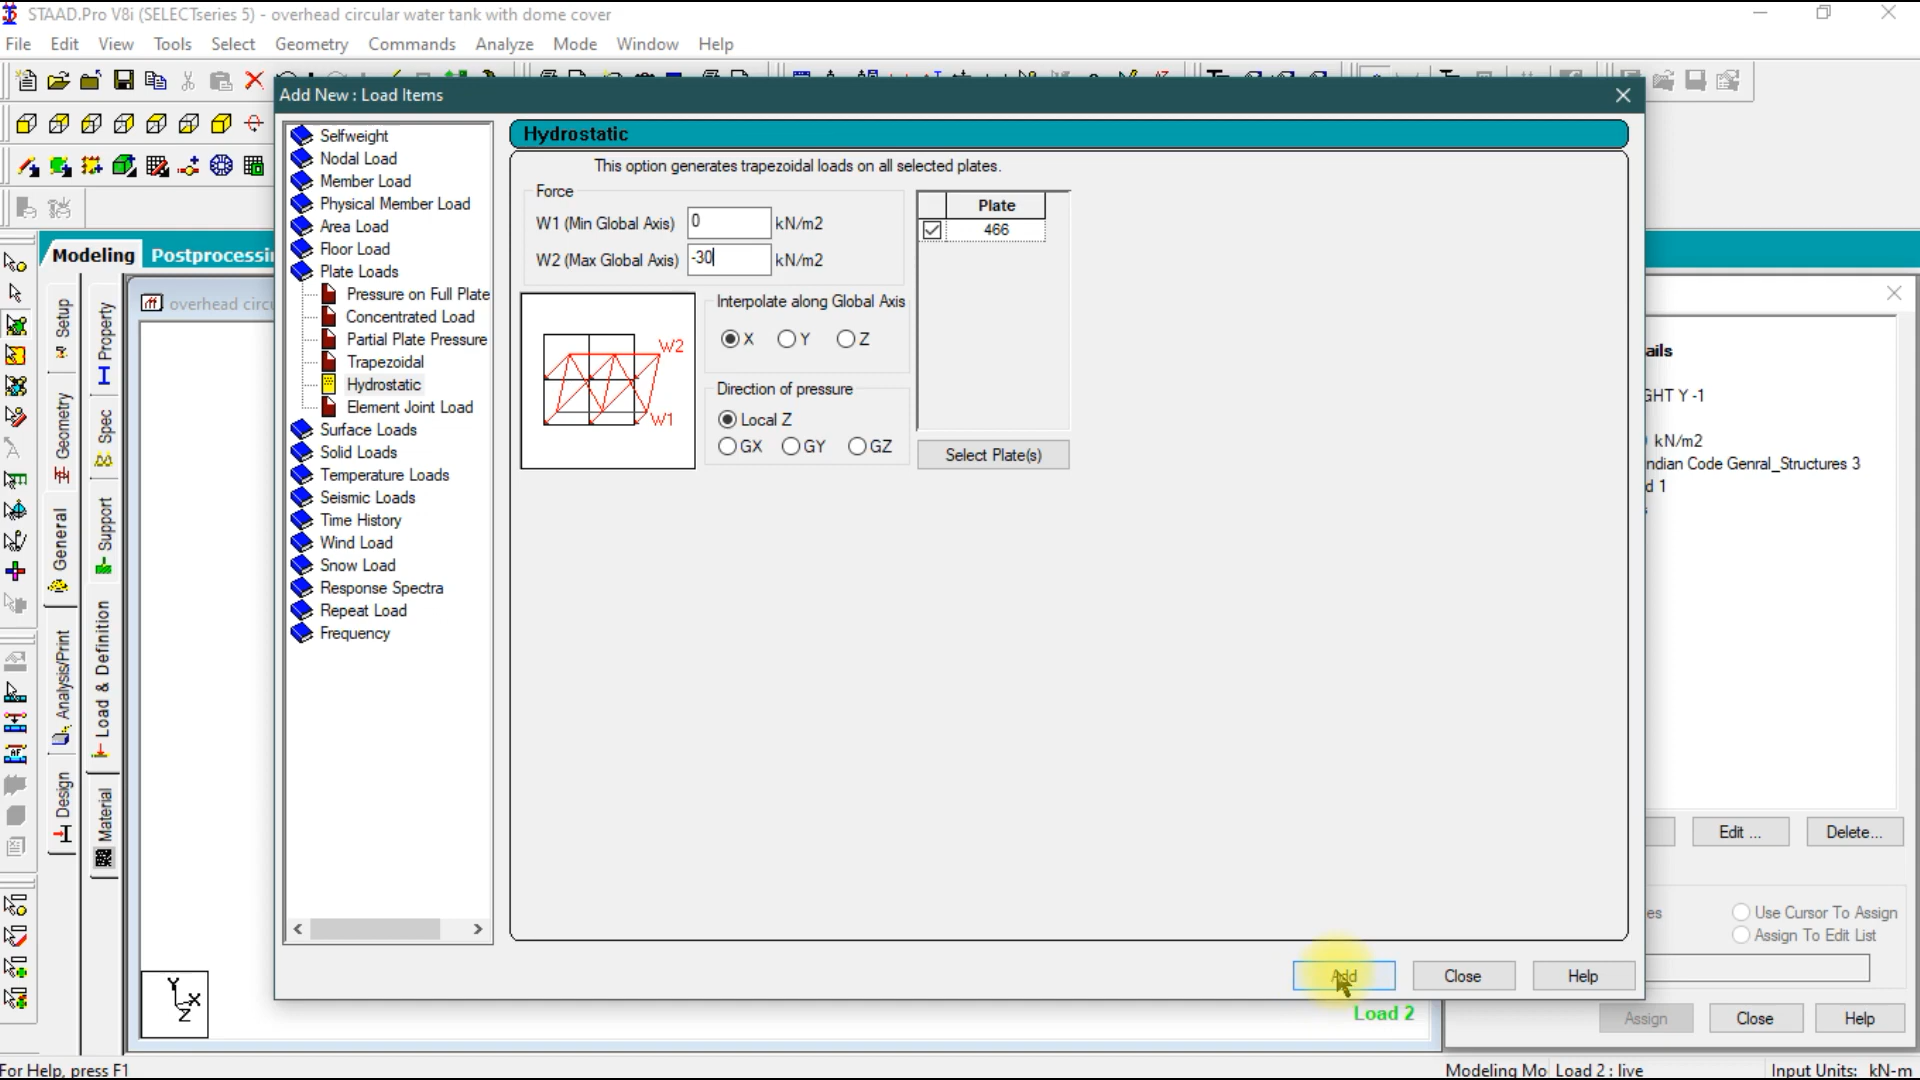 STAAD.Pro V8i (SELECTseries 5) - overhead circular water tank with dome cover
File Edit View Tools Select Geometry Commands Analyze Mode Window Help
Add New : Load Items
Selfweight
Nodal Load
Member Load
Physical Member Load
Area Load
Floor Load
Plate Loads
Pressure on Full Plate
Concentrated Load
Partial Plate Pressure
Trapezoidal
Hydrostatic
Element Joint Load
Surface Loads
Solid Loads
Temperature Loads
Seismic Loads
Time History
Wind Load
Snow Load
Response Spectra
Repeat Load
Frequency
Hydrostatic
This option generates trapezoidal loads on all selected plates.
Force
W1 (Min Global Axis) 0 kN/m2
W2 (Max Global Axis) -30 kN/m2
Plate
466
W2
W1
Interpolate along Global Axis
X Y Z
Direction of pressure
Local Z
GX GY GZ
Select Plate(s)
Add Close Help
Modeling Postprocessin
overhead circu
Setup
Geometry
General
Analysis/Print
Design
Property
Spec
Support
Load & Definition
Material
AF
Y
X
Z
Load 2
ails
GHT Y -1
kN/m2
ndian Code Genral_Structures 3
d 1
Edit ... Delete...
es
Use Cursor To Assign
Assign To Edit List
Assign Close Help
For Help, press F1
Modeling Mo Load 2 : live Input Units: kN-m